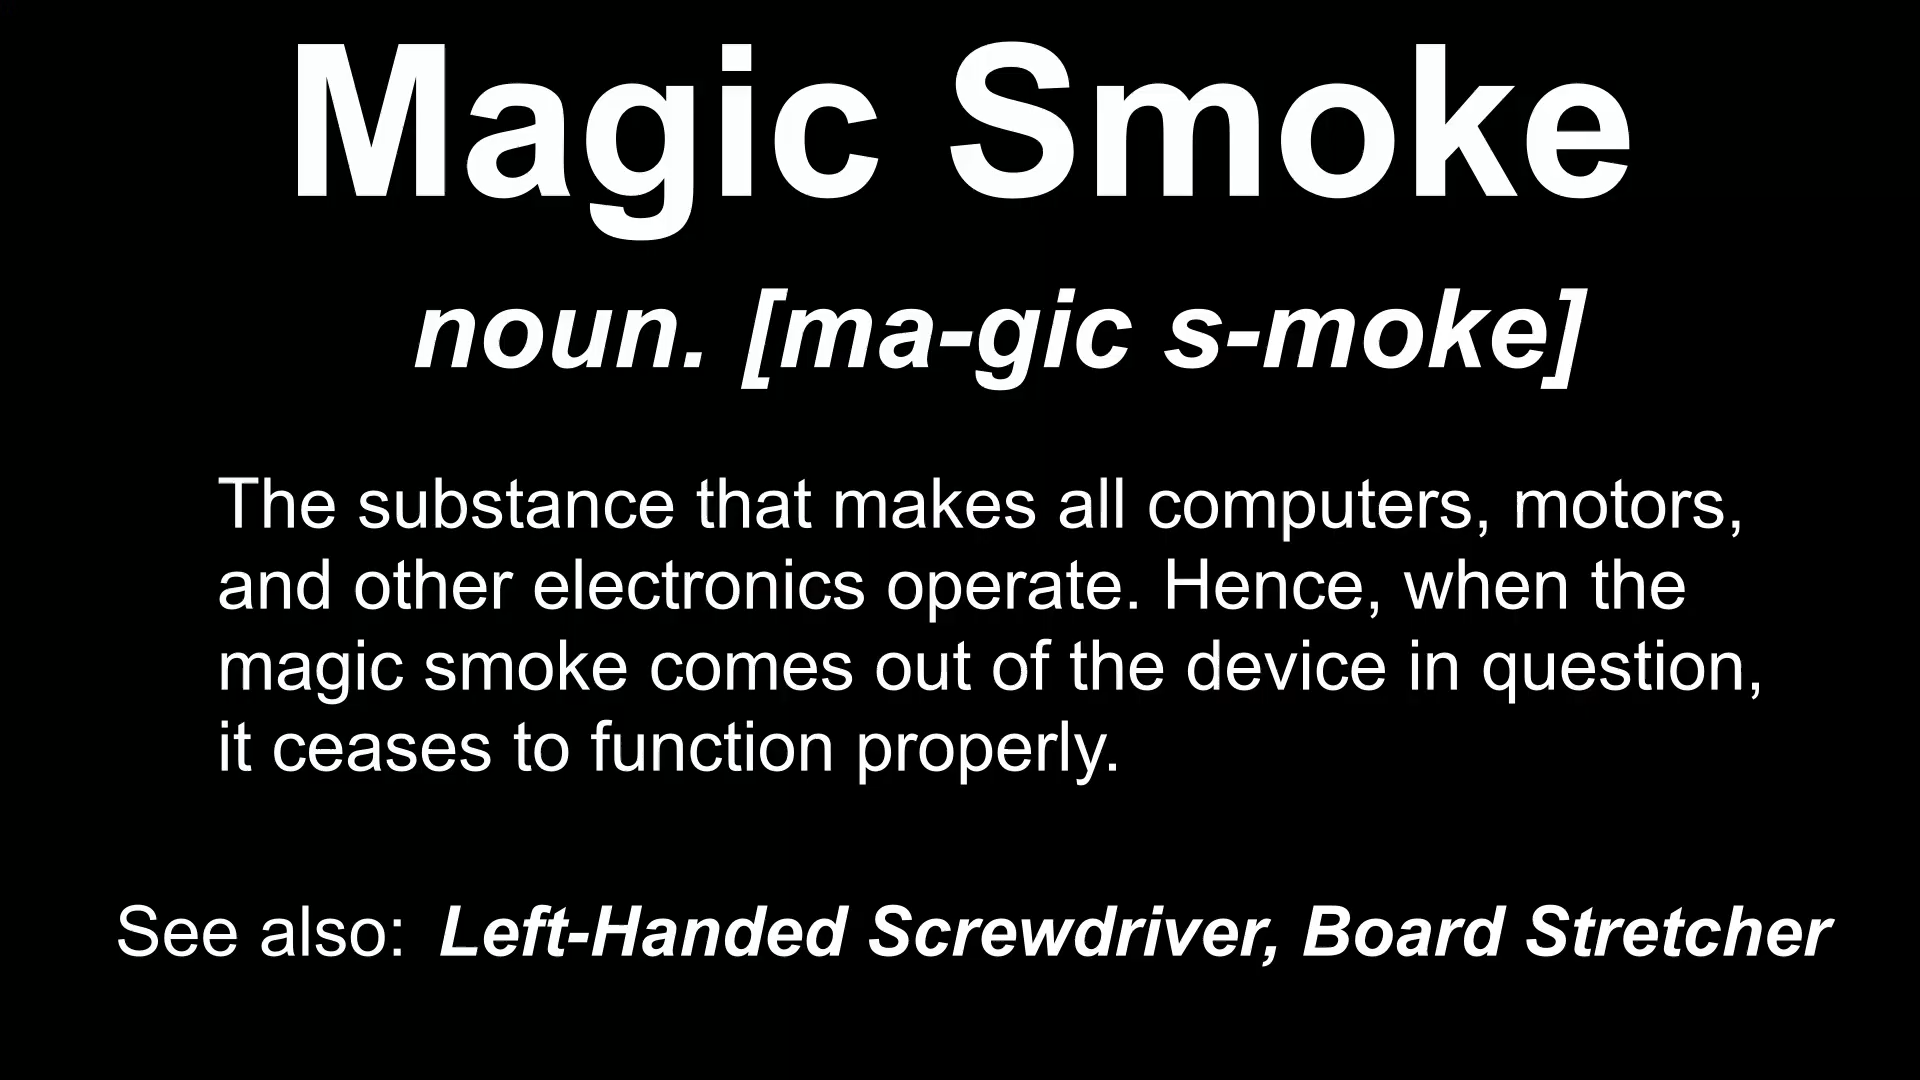 Magic Smoke
noun. [ma-gic s-moke]
The substance that makes all computers, motors,
and other electronics operate. Hence, when the
magic smoke comes out of the device in question,
it ceases to function properly.
See also: Left-Handed Screwdriver, Board Stretcher